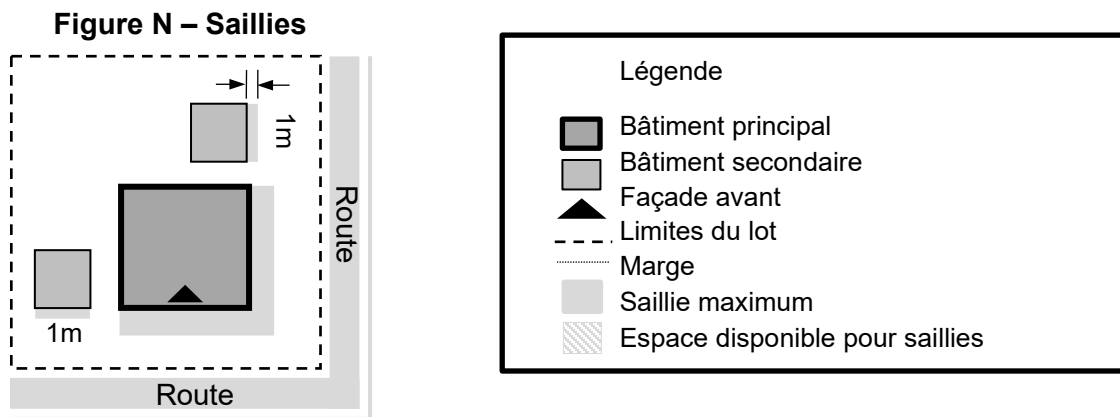 Figure N – Saillies
1m
Route
1m
Route
Légende
Bâtiment principal
Bâtiment secondaire
Façade avant
Limites du lot
Marge
Saillie maximum
Espace disponible pour saillies